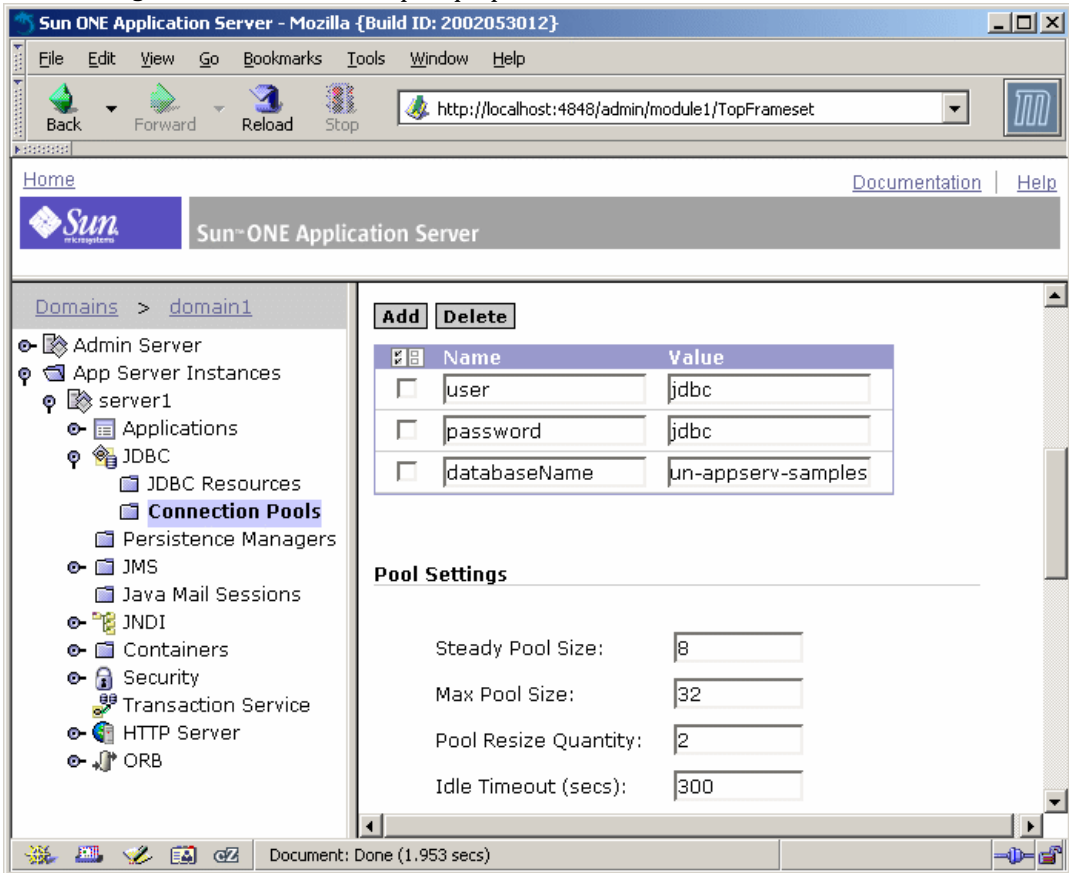 Sun ONE Application Server - Mozilla {Build ID: 2002053012}
File Edit View Go Bookmarks Tools Window Help
Back Forward Reload Stop http://localhost:4848/admin/module1/TopFrameset
Home Documentation | Help
Sun microsystems Sun™ ONE Application Server
Domains > domain1
Admin Server
App Server Instances
server1
Applications
JDBC
JDBC Resources
Connection Pools
Persistence Managers
JMS
Java Mail Sessions
JNDI
Containers
Security
Transaction Service
HTTP Server
ORB
Add Delete
Name Value
user jdbc
password jdbc
databaseName un-appserv-samples
Pool Settings
Steady Pool Size: 8
Max Pool Size: 32
Pool Resize Quantity: 2
Idle Timeout (secs): 300
Document: Done (1.953 secs)